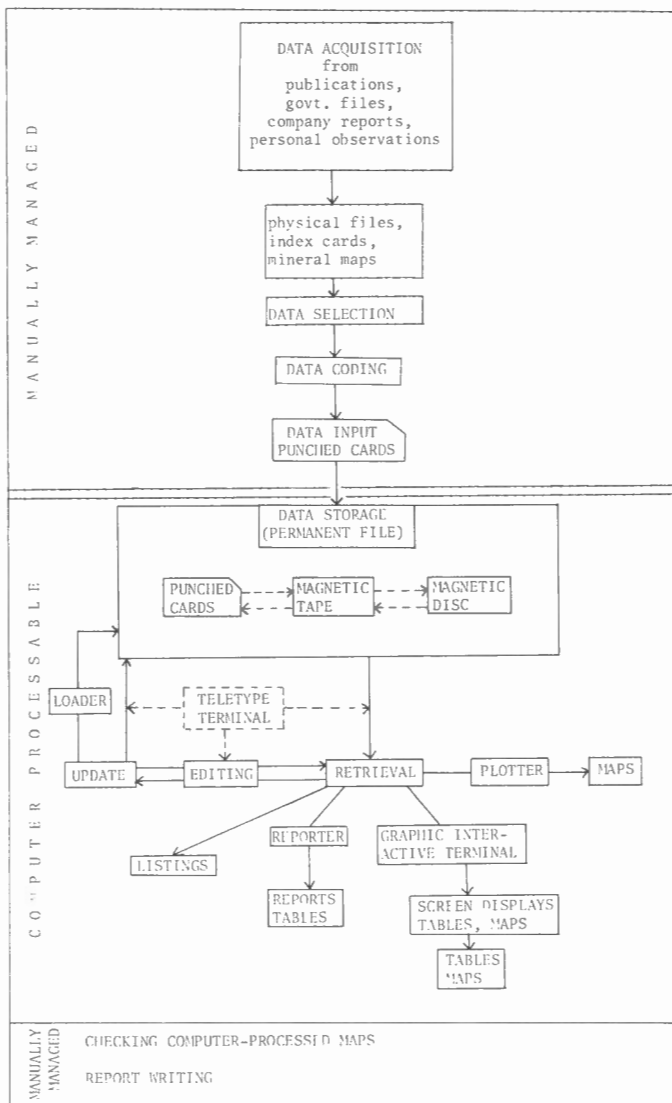 MANUALLY MANAGED
DATA ACQUISITION
from
publications,
govt. files,
company reports,
personal observations
physical files,
index cards,
mineral maps
DATA SELECTION
DATA CODING
DATA INPUT
PUNCHED CARDS
COMPUTER PROCESSABLE
DATA STORAGE
(PERMANENT FILE)
PUNCHED
CARDS
MAGNETIC
TAPE
MAGNETIC
DISC
LOADER
TELETYPE
TERMINAL
UPDATE
EDITING
RETRIEVAL
PLOTTER
MAPS
LISTINGS
REPORTER
REPORTS
TABLES
GRAPHIC INTER-
ACTIVE TERMINAL
SCREEN DISPLAYS
TABLES, MAPS
TABLES
MAPS
MANUALLY
MANAGED
CHECKING COMPUTER-PROCESSED MAPS
REPORT WRITING